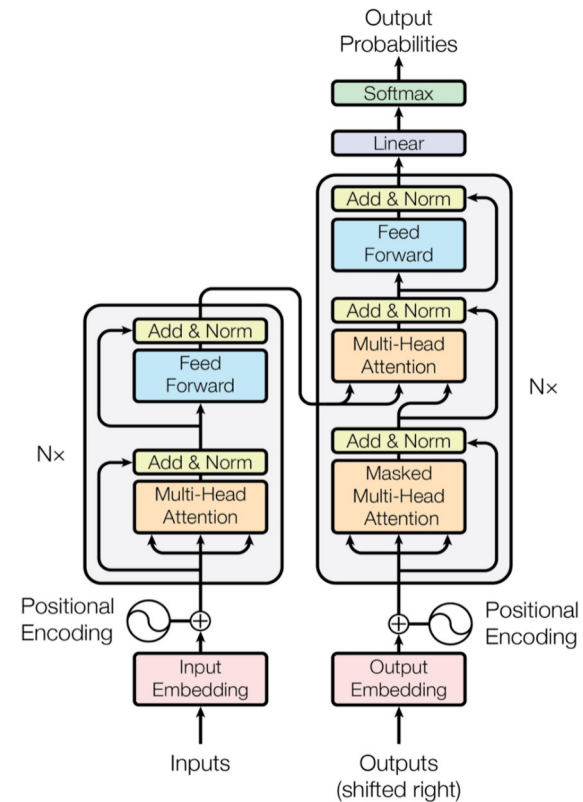 Output
Probabilities
Softmax
Linear
Add & Norm
Feed
Forward
Add & Norm
Multi-Head
Attention
Add & Norm
Masked
Multi-Head
Attention
Nx
Add & Norm
Feed
Forward
Add & Norm
Multi-Head
Attention
Nx
Positional
Encoding
Positional
Encoding
Input
Embedding
Output
Embedding
Inputs
Outputs
(shifted right)